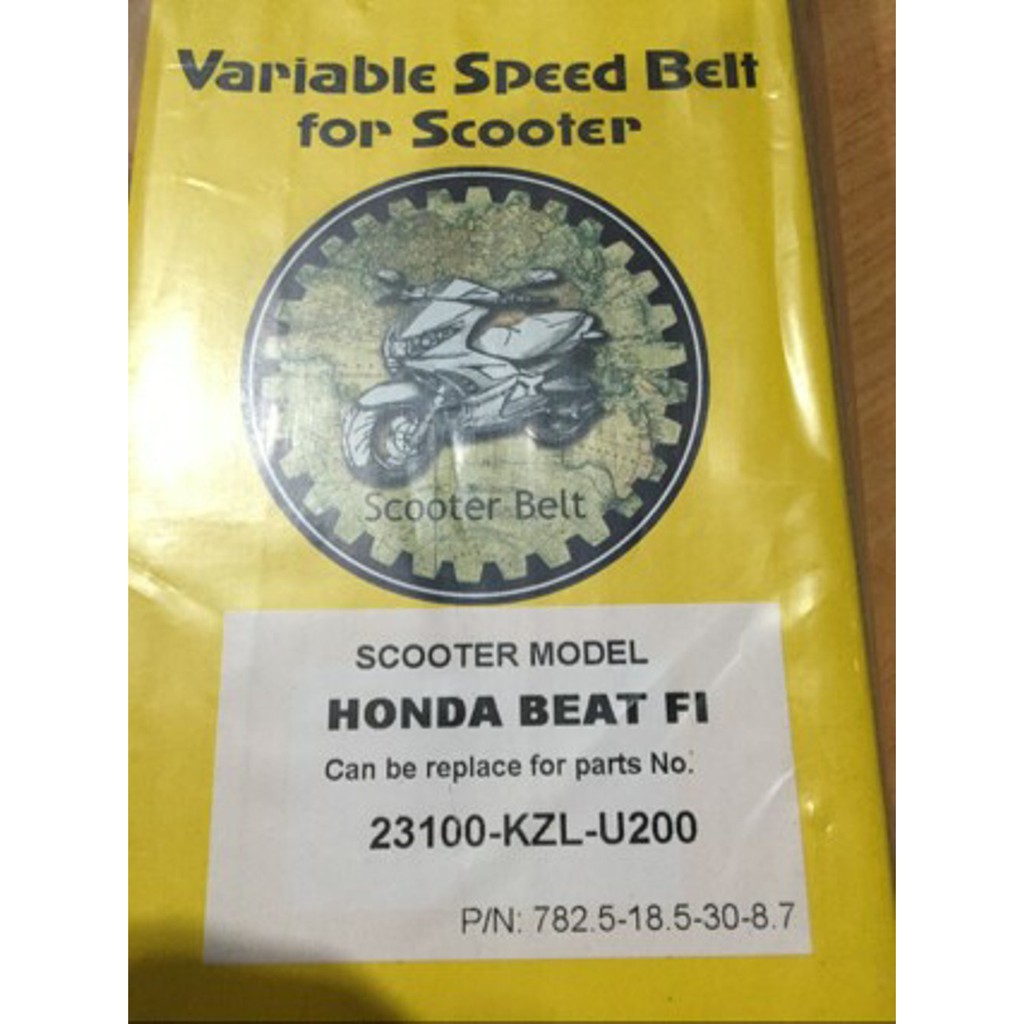 Variable Speed Belt
for Scooter
Scooter Belt
SCOOTER MODEL
HONDA BEAT FI
Can be replace for parts No.
23100-KZL-U200
P/N: 782.5-18.5-30-8.7